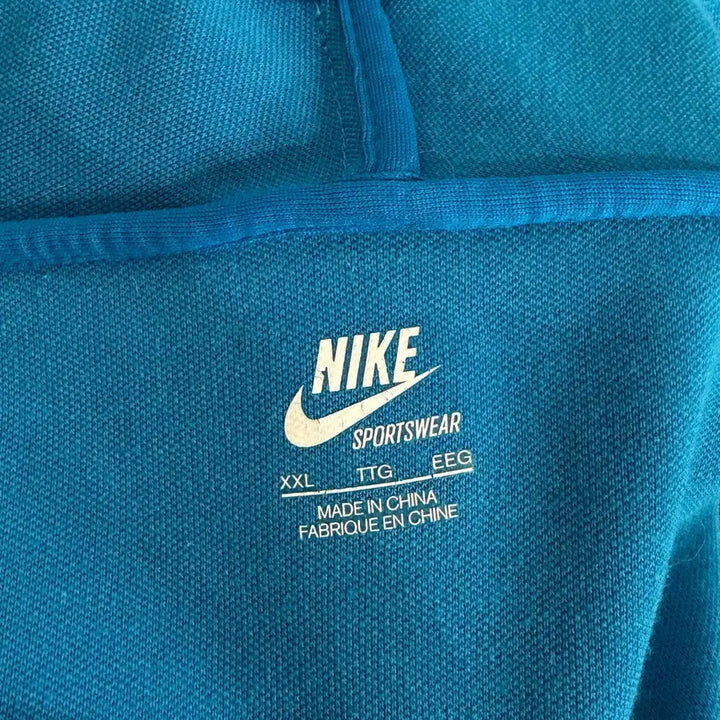 NIKE
SPORTSWEAR
XXL TTG EEG
MADE IN CHINA
FABRIQUE EN CHINE